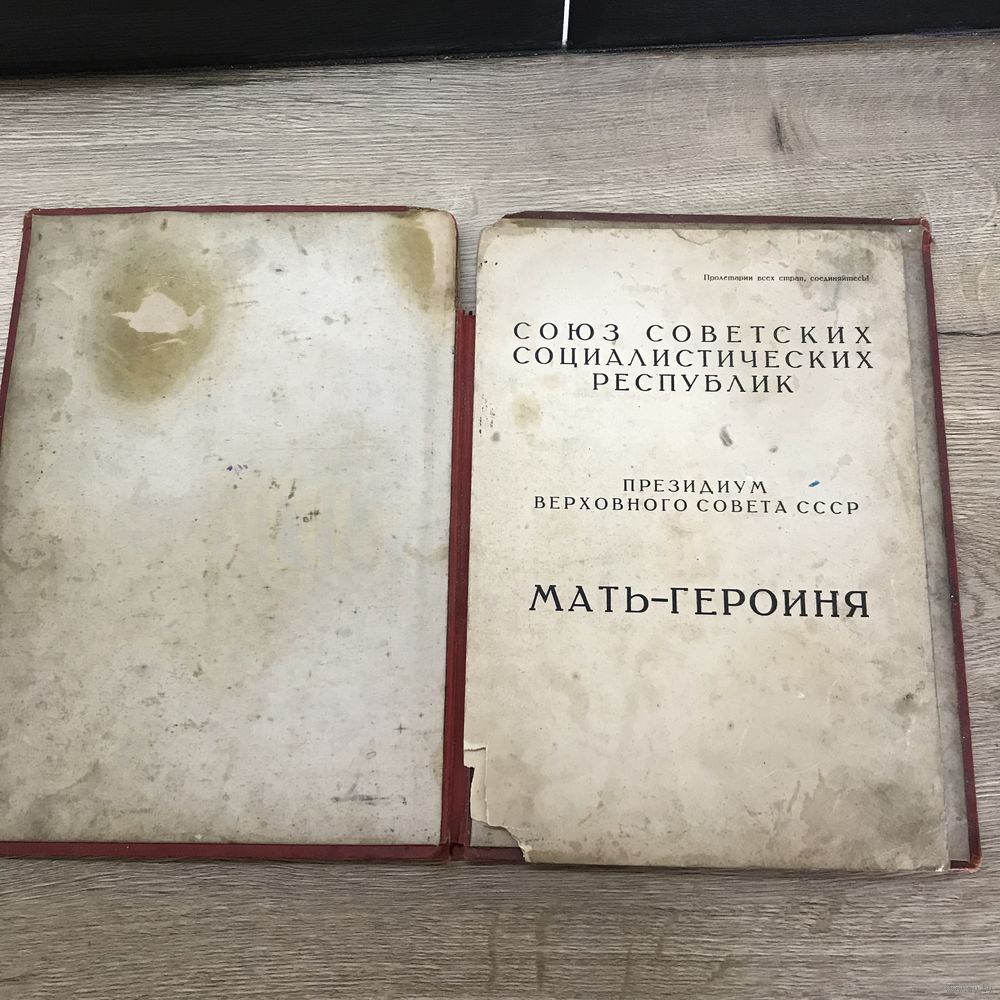 Пролетарии всех стран, соединяйтесь!
СОЮЗ СОВЕТСКИХ
СОЦИАЛИСТИЧЕСКИХ
РЕСПУБЛИК
ПРЕЗИДИУМ
ВЕРХОВНОГО СОВЕТА СССР
МАТЬ-ГЕРОИНЯ